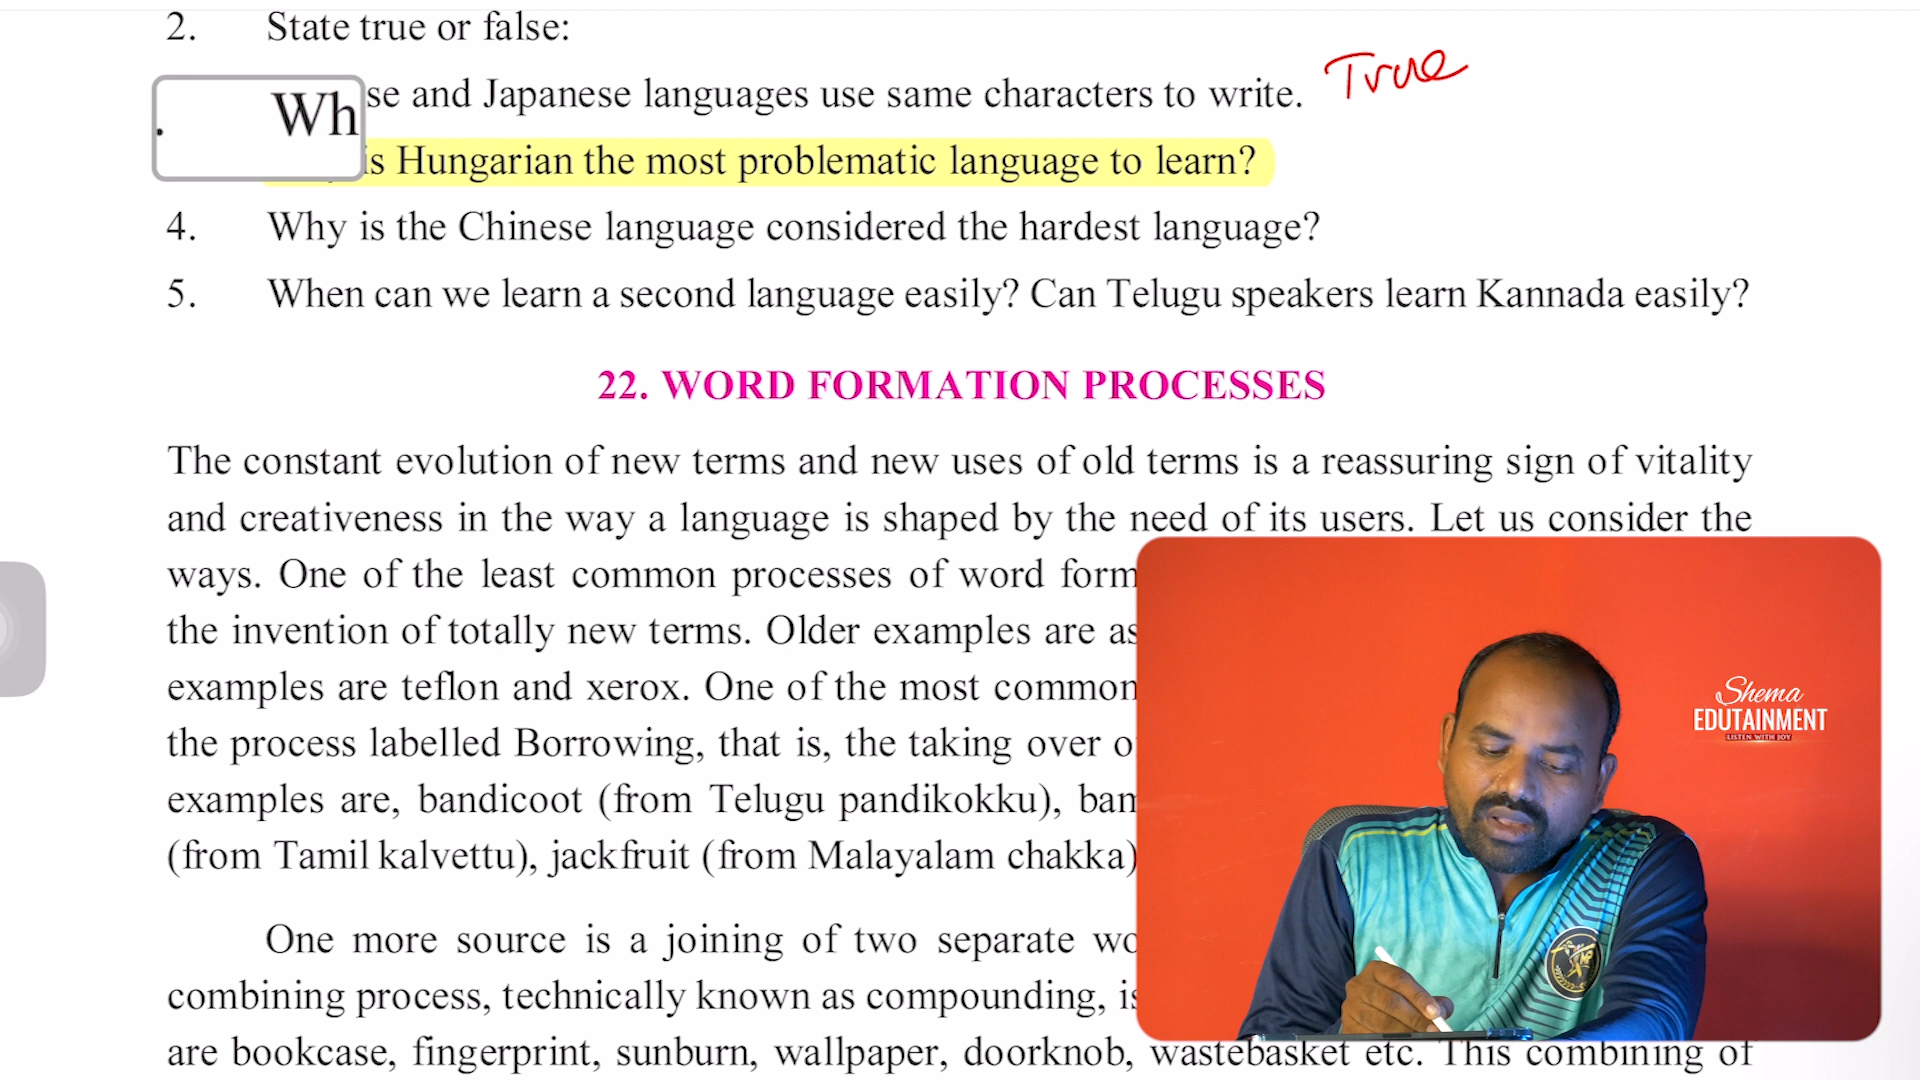 2. State true or false:
Wh se and Japanese languages use same characters to write. True
is Hungarian the most problematic language to learn?
4. Why is the Chinese language considered the hardest language?
5. When can we learn a second language easily? Can Telugu speakers learn Kannada easily?
22. WORD FORMATION PROCESSES
The constant evolution of new terms and new uses of old terms is a reassuring sign of vitality
and creativeness in the way a language is shaped by the need of its users. Let us consider the
ways. One of the least common processes of word form
the invention of totally new terms. Older examples are as
examples are teflon and xerox. One of the most common
the process labelled Borrowing, that is, the taking over o
examples are, bandicoot (from Telugu pandikokku), bam
(from Tamil kalvettu), jackfruit (from Malayalam chakka)
One more source is a joining of two separate wo
combining process, technically known as compounding, is
are bookcase, fingerprint, sunburn, wallpaper, doorknob, wastebasket etc. This combining of
Shema
EDUTAINMENT
LISTEN WITH JOY